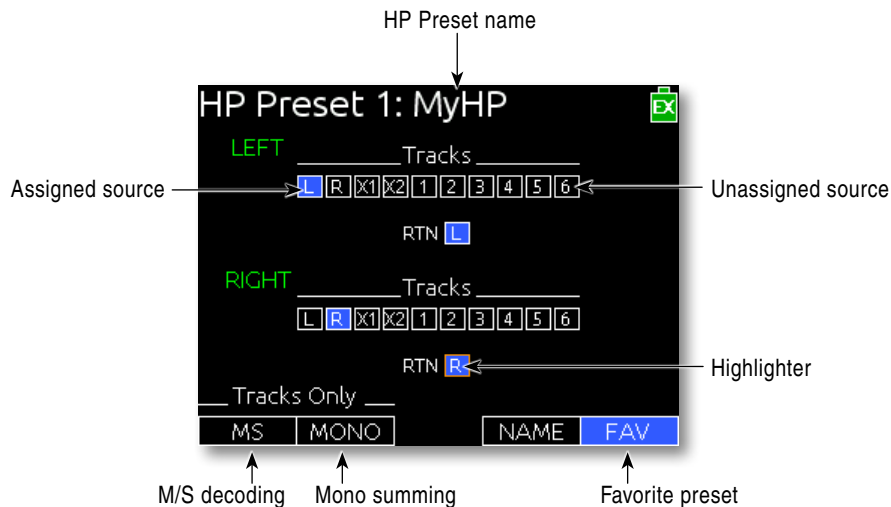 HP Preset name
HP Preset 1: MyHP EX
LEFT Tracks
Assigned source L R X1 X2 1 2 3 4 5 6 Unassigned source
RTN L
RIGHT Tracks
L R X1 X2 1 2 3 4 5 6
RTN R Highlighter
Tracks Only
MS MONO NAME FAV
M/S decoding Mono summing Favorite preset